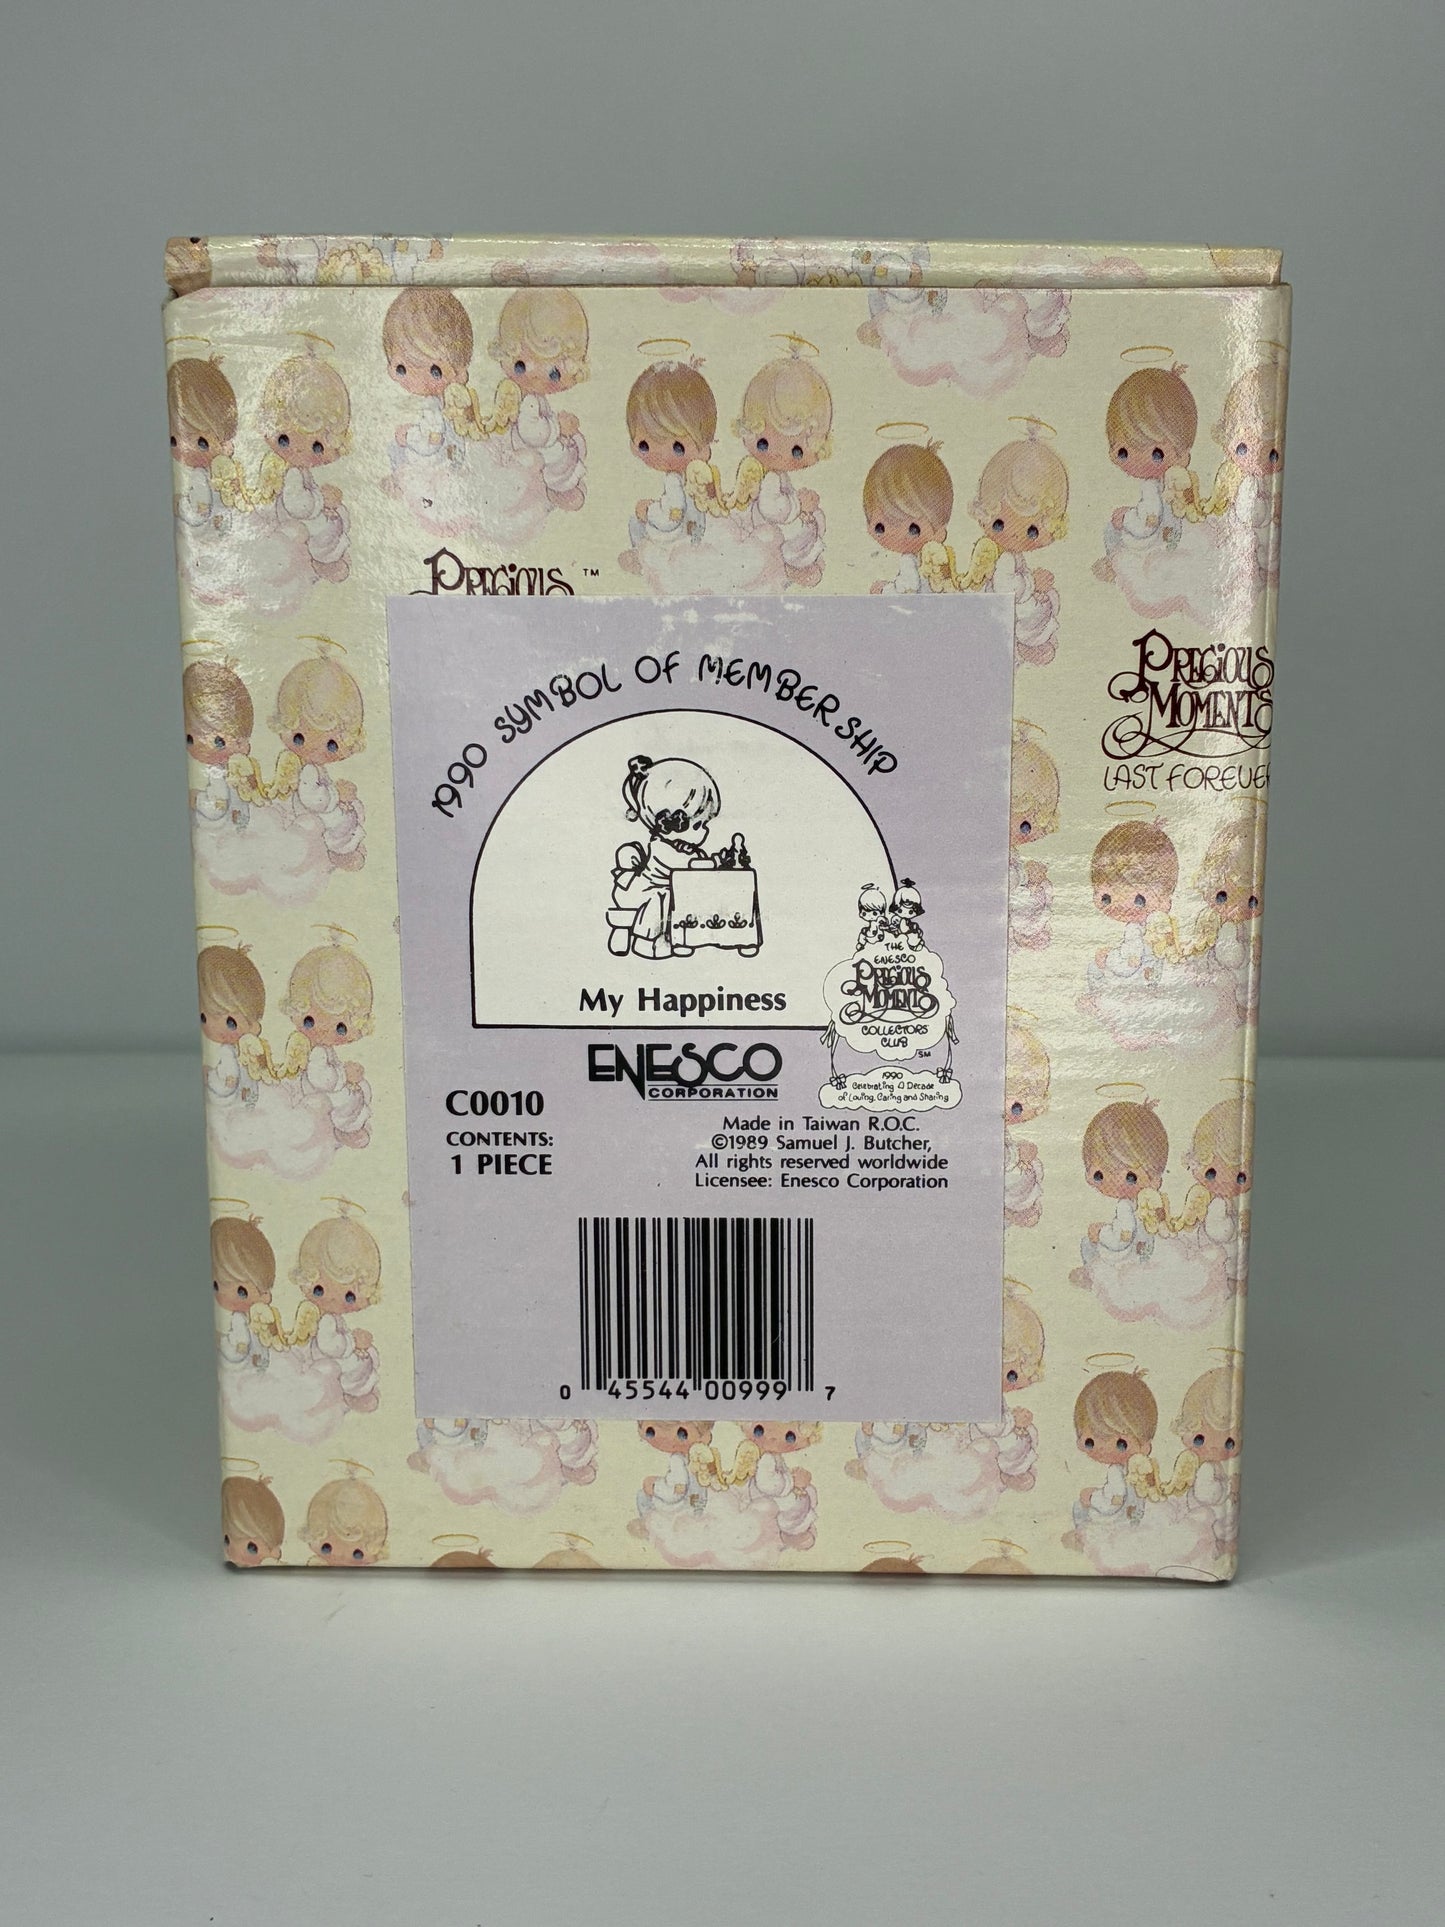 PRECIOUS ™
PRECIOUS
MOMENTS
LAST FOREVER
1990 SYMBOL OF MEMBERSHIP
My Happiness
THE
ENESCO
PRECIOUS
MOMENTS
COLLECTORS
CLUB
SM
1990
Celebrating A Decade
of Loving, Caring and Sharing
ENESCO
CORPORATION
C0010
CONTENTS:
1 PIECE
Made in Taiwan R.O.C.
©1989 Samuel J. Butcher,
All rights reserved worldwide
Licensee: Enesco Corporation
0 45544 00999 7